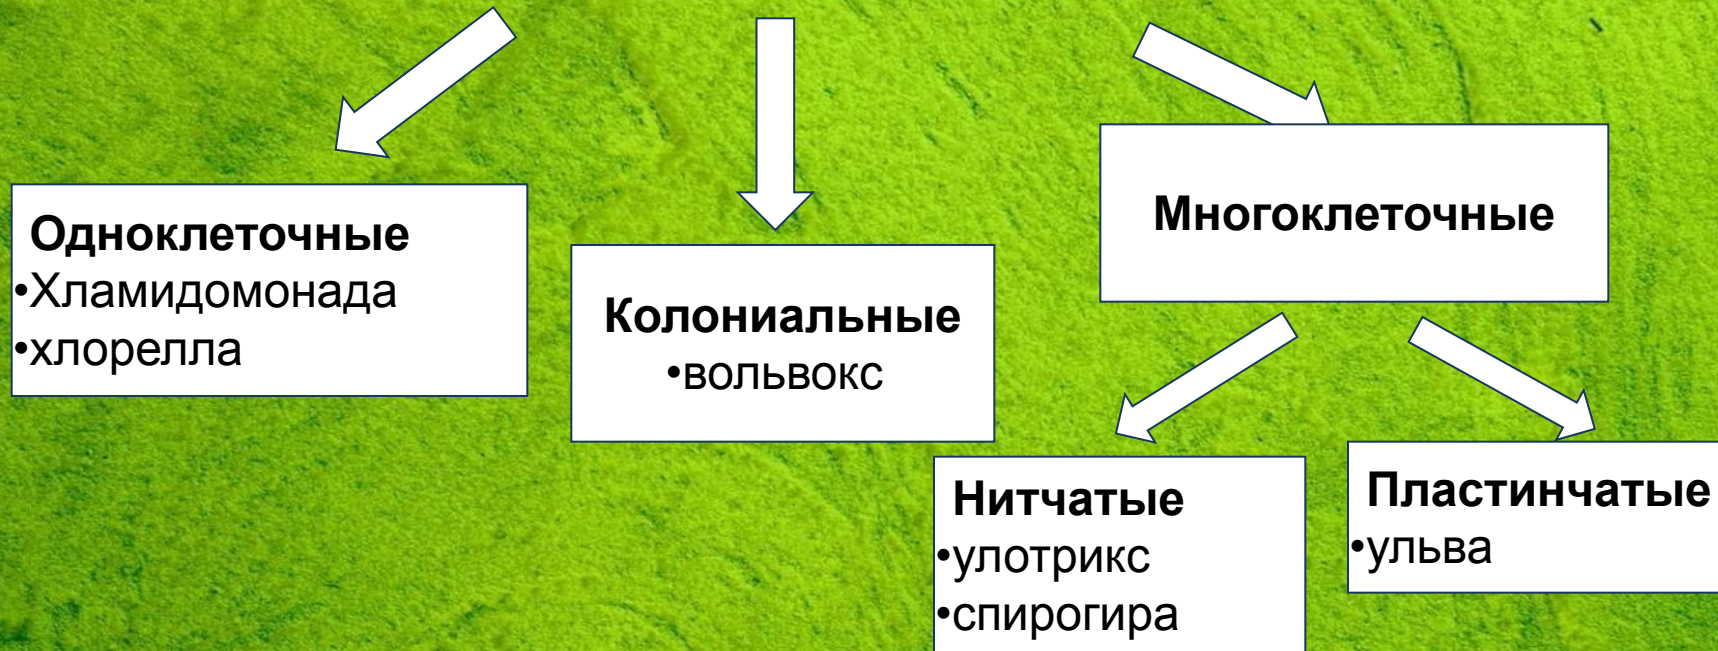 Одноклеточные
•Хламидомонада
•хлорелла
Колониальные
•вольвокс
Многоклеточные
Нитчатые
•улотрикс
•спирогира
Пластинчатые
•ульва